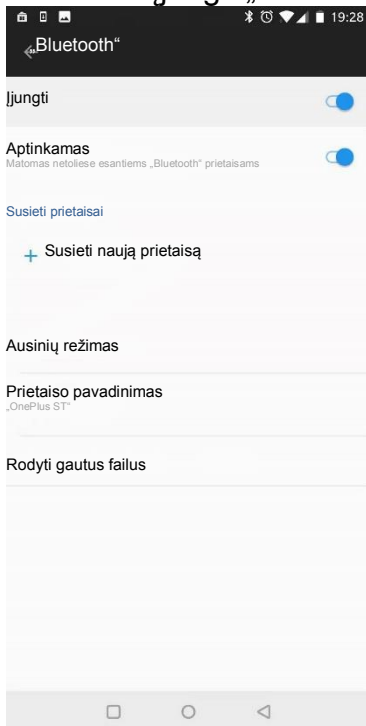 19:28
„Bluetooth“
Įjungti
Aptinkamas
Matomas netoliese esantiems „Bluetooth“ prietaisams
Susieti prietaisai
+ Susieti naują prietaisą
Ausinių režimas
Prietaiso pavadinimas
„OnePlus ST“
Rodyti gautus failus